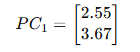 PC₁ = [2.55
3.67]